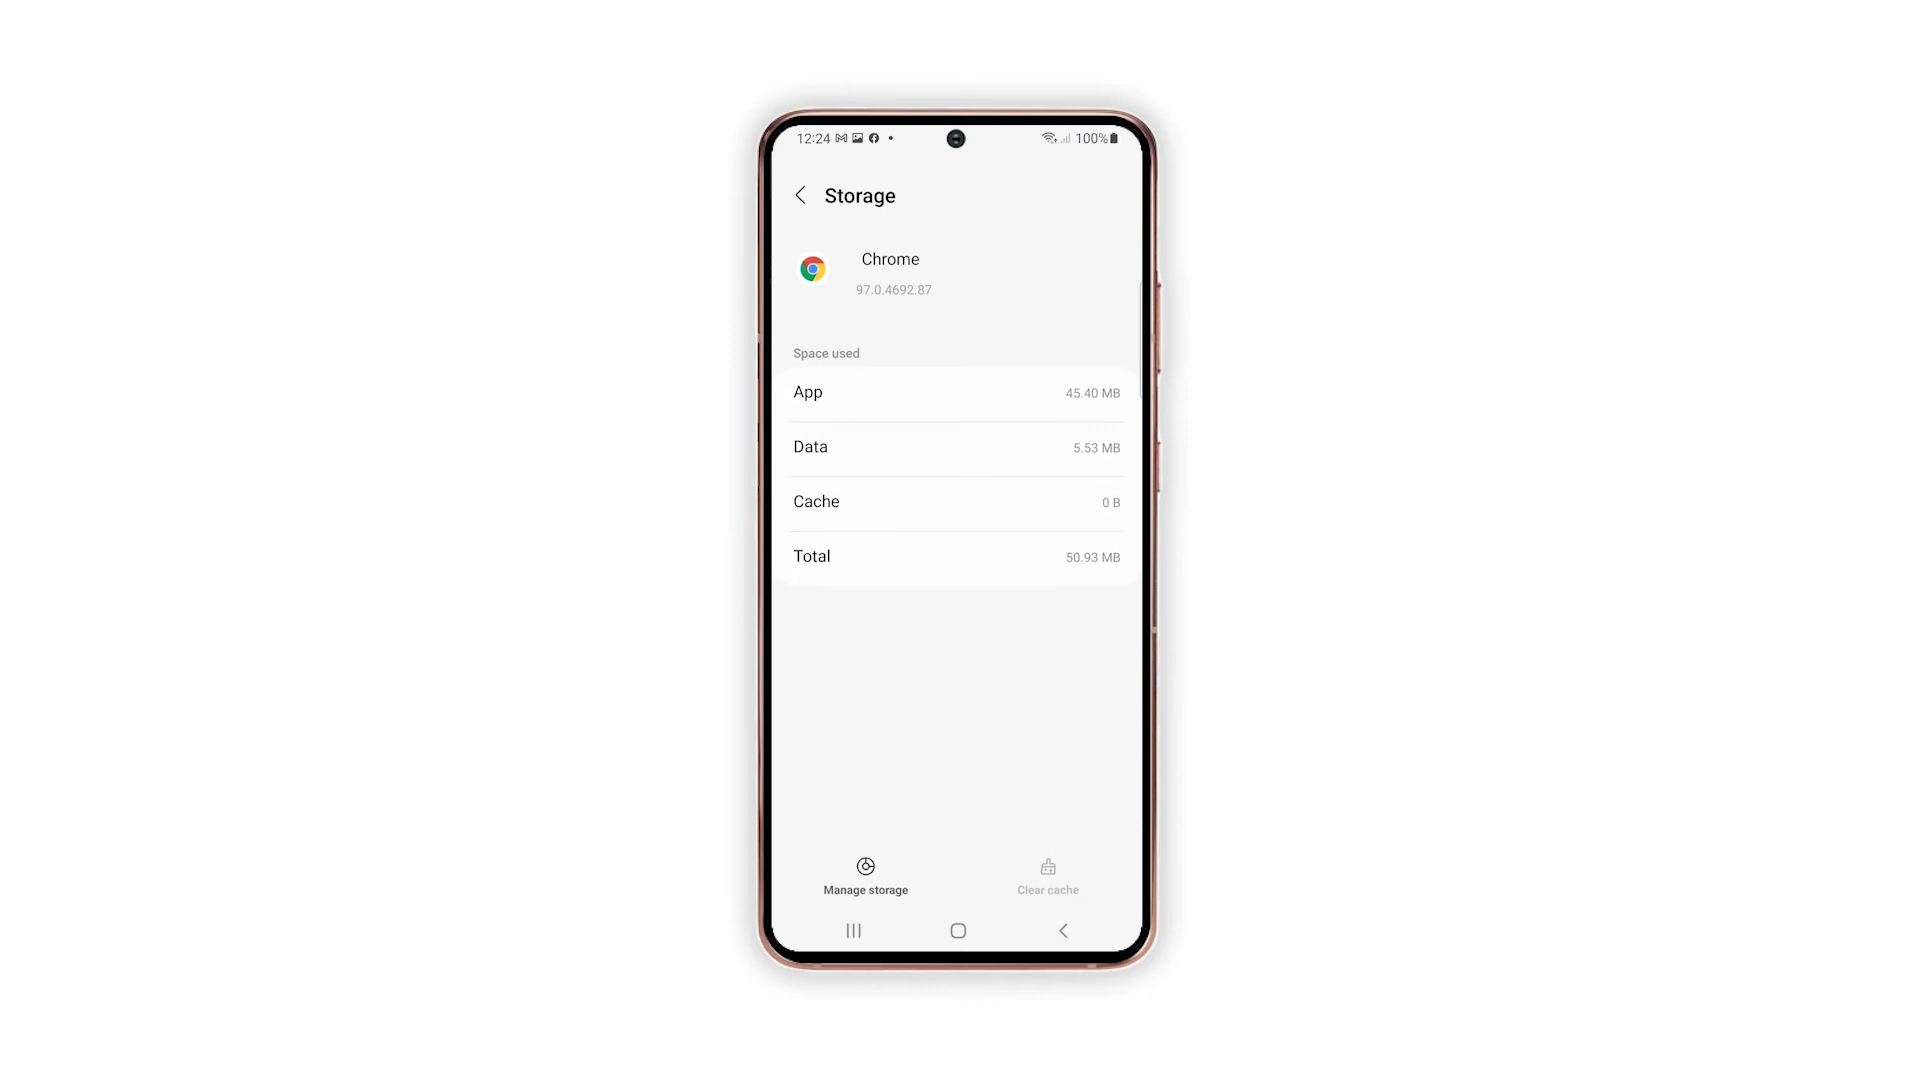 12:24 100%
Storage
Chrome
97.0.4692.87
Space used
App 45.40 MB
Data 5.53 MB
Cache 0 B
Total 50.93 MB
Manage storage Clear cache